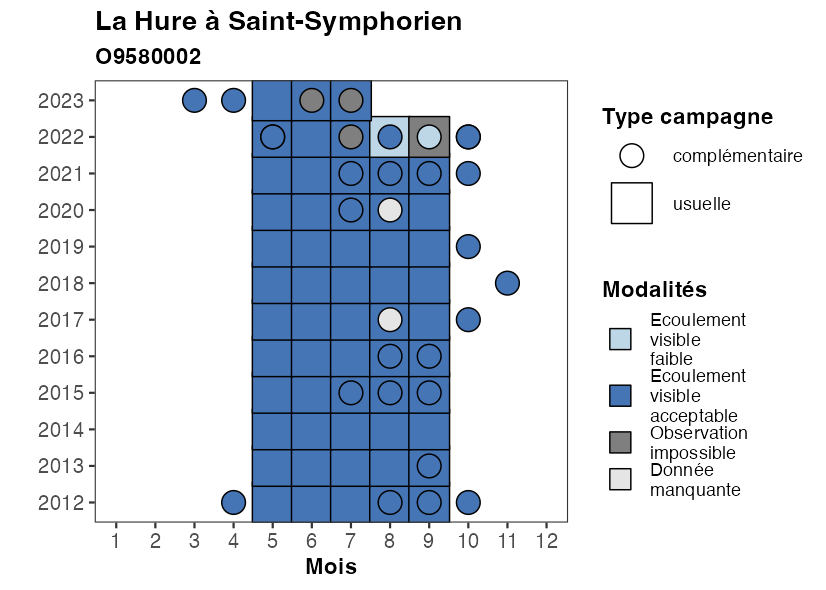 La Hure à Saint-Symphorien
O9580002
2023
2022
2021
2020
2019
2018
2017
2016
2015
2014
2013
2012
1 2 3 4 5 6 7 8 9 10 11 12
Mois
Type campagne
complémentaire
usuelle
Modalités
Ecoulement
visible
faible
Ecoulement
visible
acceptable
Observation
impossible
Donnée
manquante